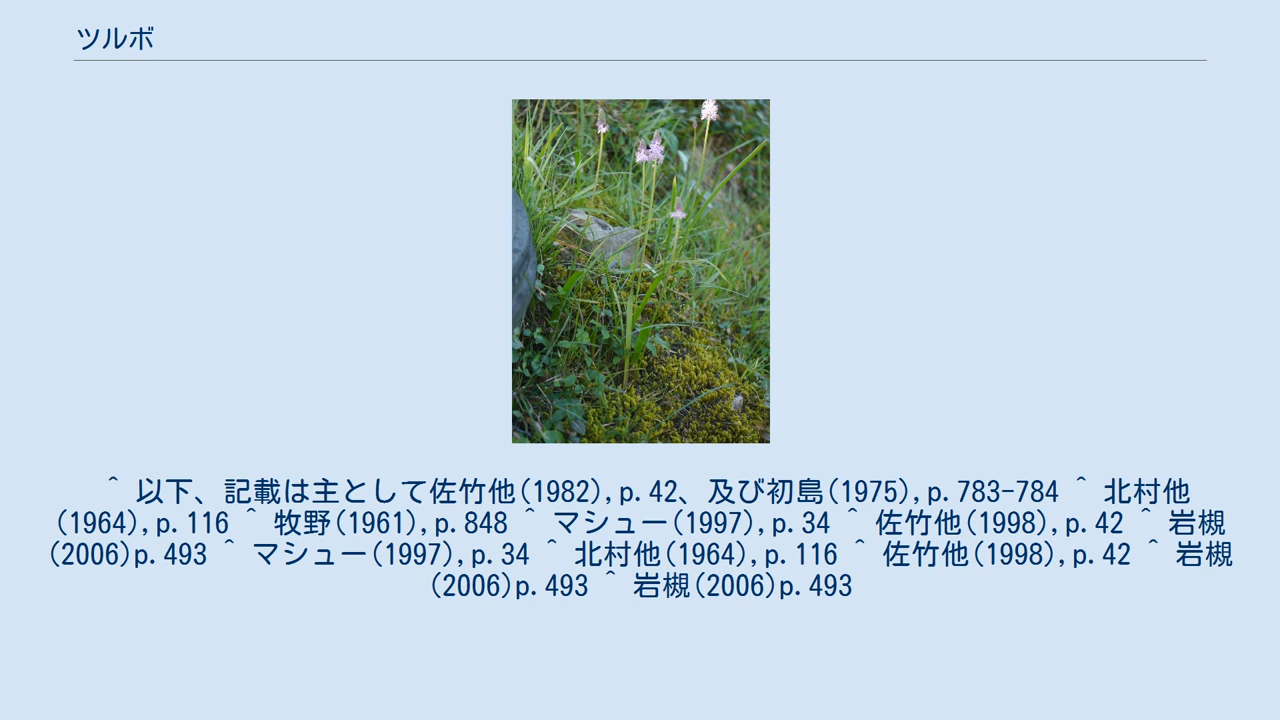 ツルボ
^ 以下、記載は主として佐竹他(1982),p.42、及び初島(1975),p.783-784 ^ 北村他
(1964),p.116 ^ 牧野(1961),p.848 ^ マシュー(1997),p.34 ^ 佐竹他(1998),p.42 ^ 岩槻
(2006)p.493 ^ マシュー(1997),p.34 ^ 北村他(1964),p.116 ^ 佐竹他(1998),p.42 ^ 岩槻
(2006)p.493 ^ 岩槻(2006)p.493